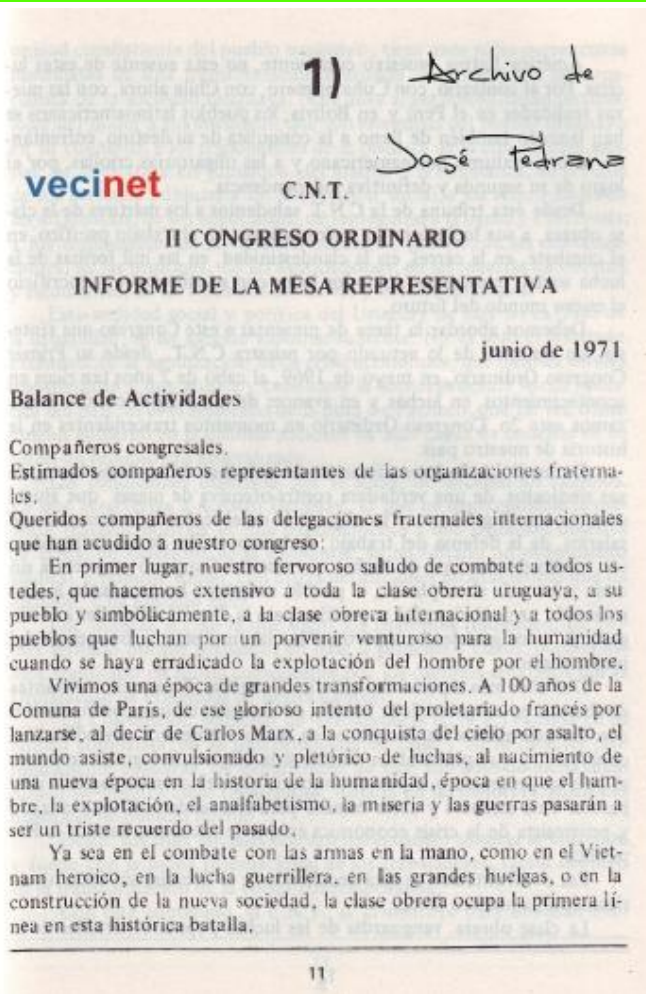 1)
Archivo de
José Pedrana
vecinet
C.N.T.
II CONGRESO ORDINARIO
INFORME DE LA MESA REPRESENTATIVA
junio de 1971
Balance de Actividades
Compañeros congresales.
Estimados compañeros representantes de las organizaciones fraterna-
les.
Queridos compañeros de las delegaciones fraternales internacionales
que han acudido a nuestro congreso:
En primer lugar, nuestro fervoroso saludo de combate a todos us-
tedes, que hacemos extensivo a toda la clase obrera uruguaya, a su
pueblo y simbólicamente, a la clase obrera internacional y a todos los
pueblos que luchan por un porvenir venturoso para la humanidad
cuando se haya erradicado la explotación del hombre por el hombre.
Vivimos una época de grandes transformaciones. A 100 años de la
Comuna de París, de ese glorioso intento del proletariado francés por
lanzarse, al decir de Carlos Marx, a la conquista del cielo por asalto, el
mundo asiste, convulsionado y pletórico de luchas, al nacimiento de
una nueva época en la historia de la humanidad, época en que el ham-
bre, la explotación, el analfabetismo, la miseria y las guerras pasarán a
ser un triste recuerdo del pasado.
Ya sea en el combate con las armas en la mano, como en el Viet-
nam heroico, en la lucha guerrillera, en las grandes huelgas, o en la
construcción de la nueva sociedad, la clase obrera ocupa la primera lí-
nea en esta histórica batalla.
11